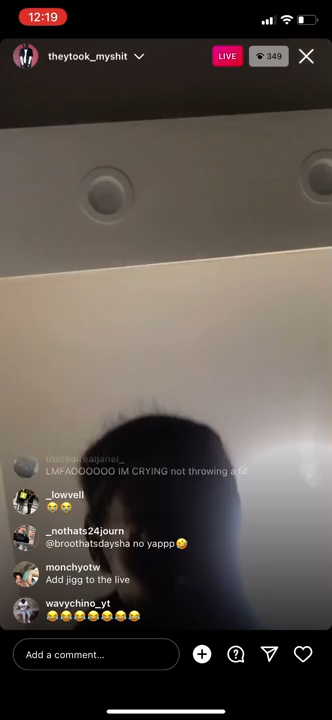 12:19
theytook_myshit
LIVE
349
therealrealjanel_
LMFAOOOOOO IM CRYING not throwing a fit
_lowvell
😭😭
_nothats24journ
@broothatsdaysha no yappp🤣
monchyotw
Add jigg to the live
wavychino_yt
😂😂😂😂😂😂😂
Add a comment...